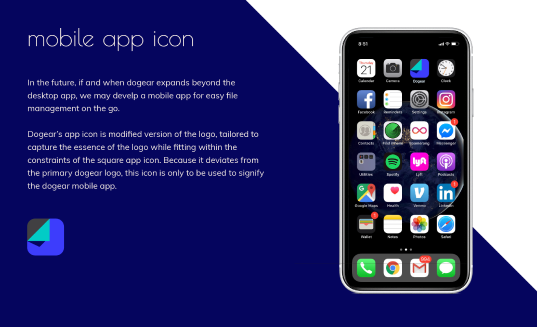 mobile app icon
In the future, if and when dogear expands beyond the
desktop app, we may develp a mobile app for easy file
management on the go.
Dogear's app icon is modified version of the logo, tailored to
capture the essence of the logo while fitting within the
constraints of the square app icon. Because it deviates from
the primary dogear logo, this icon is only to be used to signify
the dogear mobile app.
9:51
21
Calendar Camera Dogear Clock
Facebook Reminders Settings Instagram
Contacts Find iPhone Boomerang Messenger
Utilities Spotify Lyft Podcasts
Google Maps Health Venmo LinkedIn
Wallet Notes Photos Safari